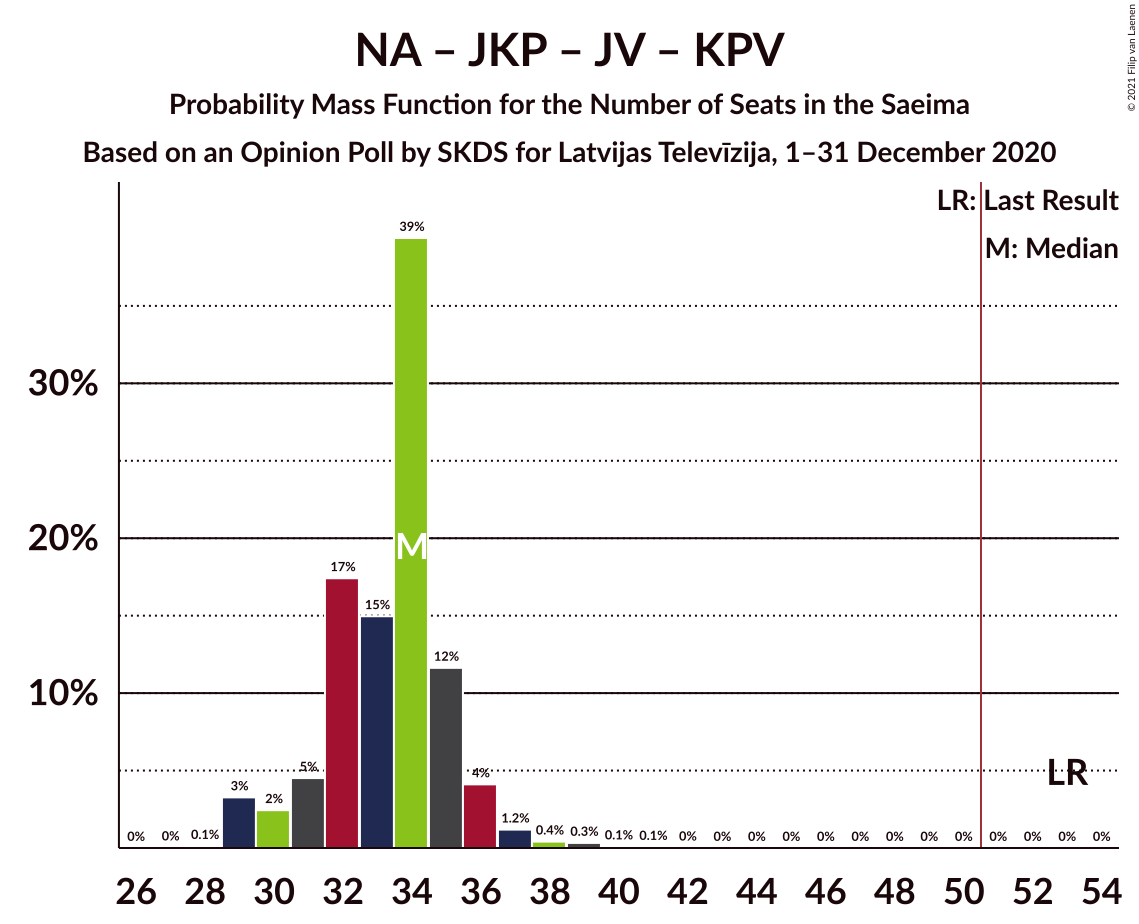 NA – JKP – JV – KPV
Probability Mass Function for the Number of Seats in the Saeima
Based on an Opinion Poll by SKDS for Latvijas Televīzija, 1–31 December 2020
© 2021 Filip van Laenen
LR: Last Result
M: Median
39%
30%
20%
M
17%
15%
12%
10%
5%
4%
LR
3%
2%
1.2%
0% 0% 0.1% 0.4% 0.3% 0.1% 0.1% 0% 0% 0% 0% 0% 0% 0% 0% 0% 0% 0% 0% 0%
26 28 30 32 34 36 38 40 42 44 46 48 50 52 54